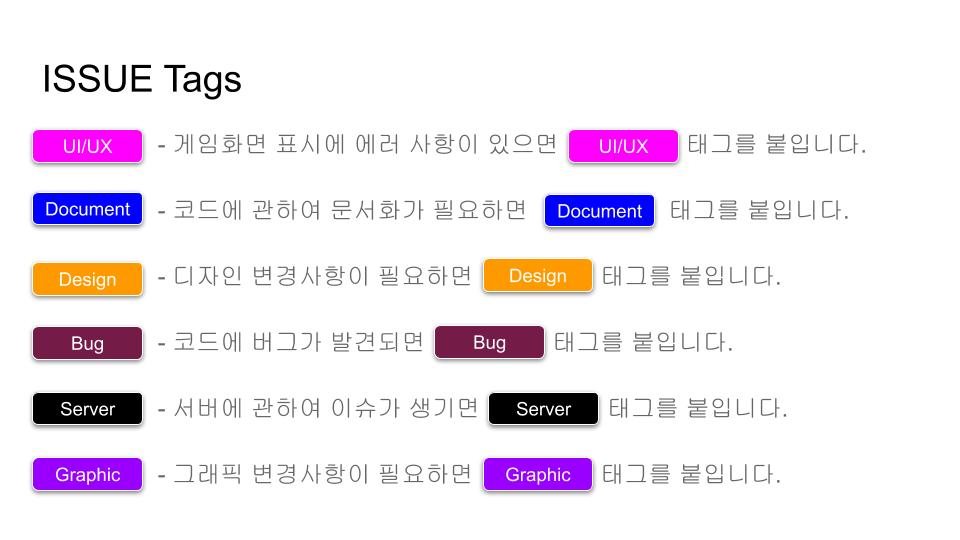 ISSUE Tags
UI/UX - 게임화면 표시에 에러 사항이 있으면 UI/UX 태그를 붙입니다.
Document - 코드에 관하여 문서화가 필요하면 Document 태그를 붙입니다.
Design - 디자인 변경사항이 필요하면 Design 태그를 붙입니다.
Bug - 코드에 버그가 발견되면 Bug 태그를 붙입니다.
Server - 서버에 관하여 이슈가 생기면 Server 태그를 붙입니다.
Graphic - 그래픽 변경사항이 필요하면 Graphic 태그를 붙입니다.